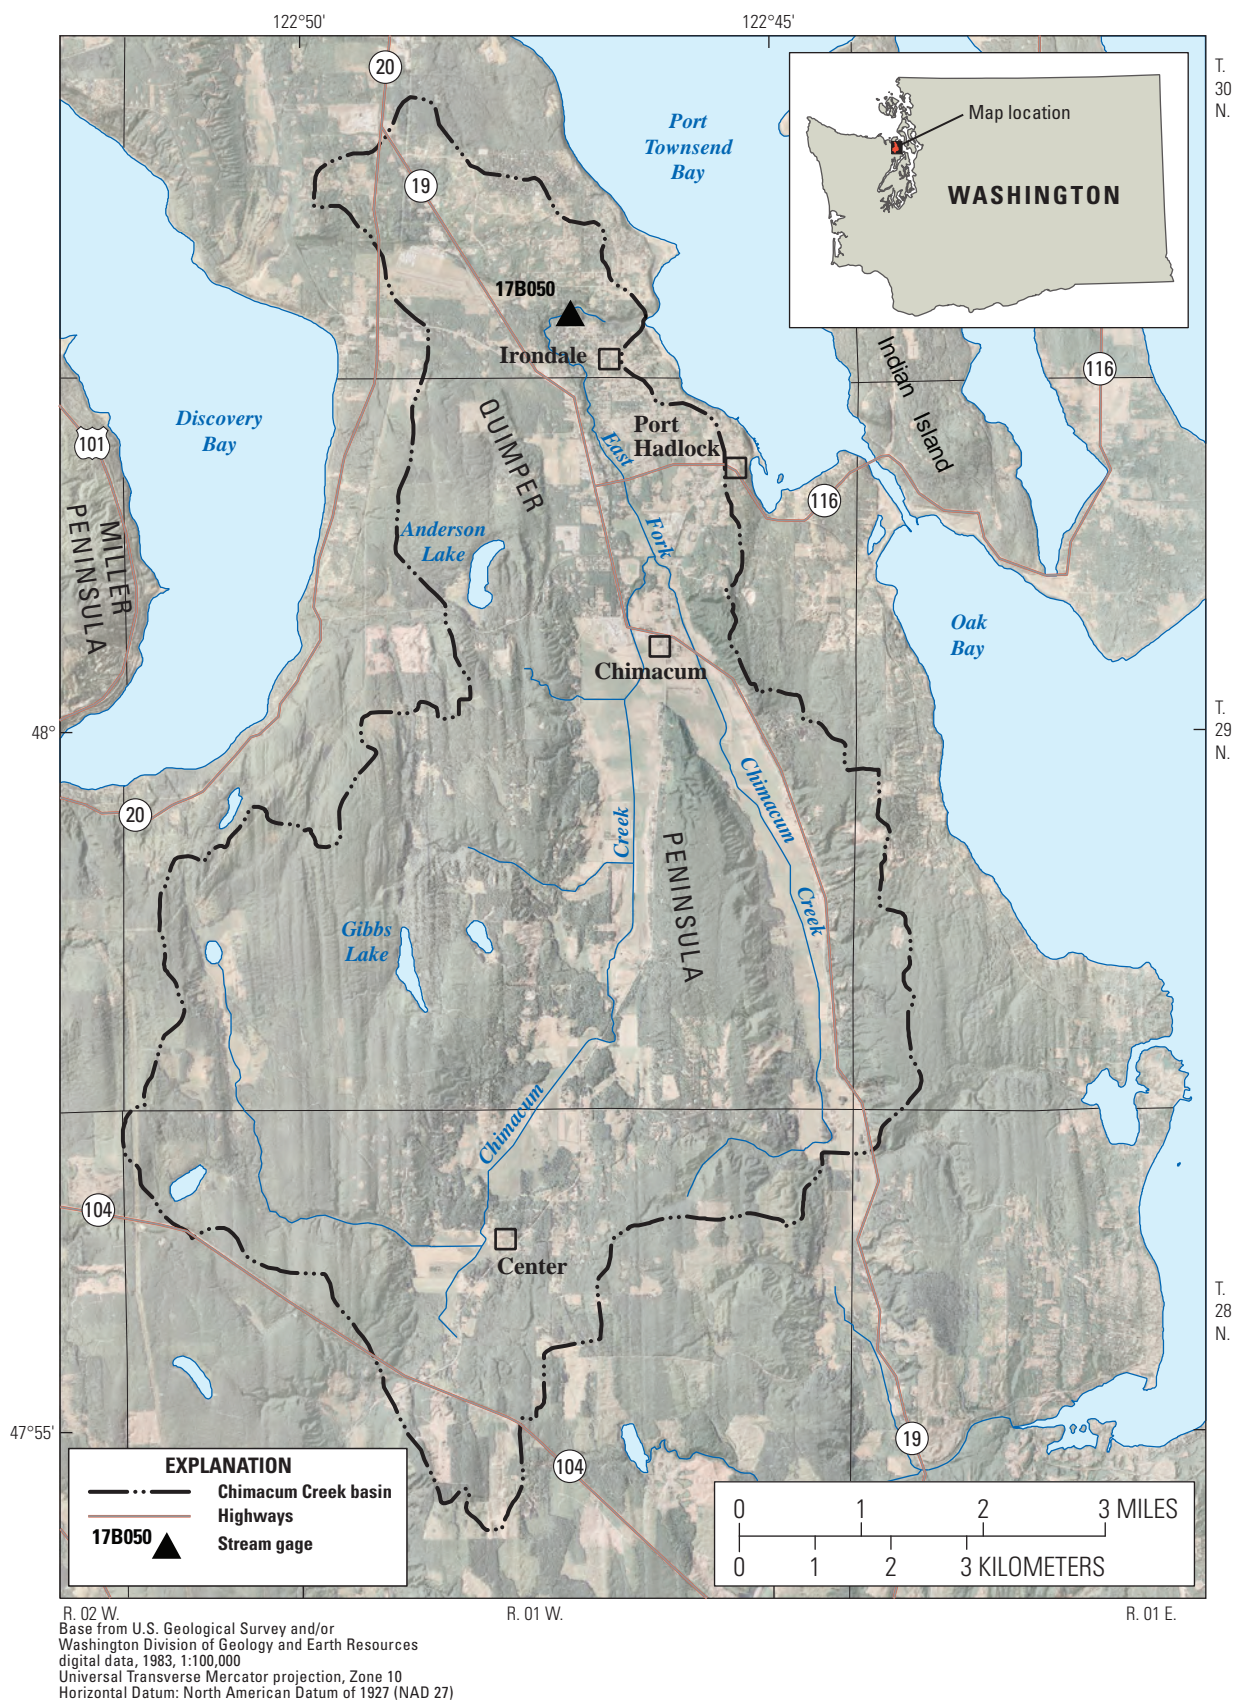 122°50'
122°45'
20
T.
30
N.
Port
Townsend
Bay
Map location
WASHINGTON
19
17B050
Irondale
Indian Island
116
Discovery
Bay
101
QUIMPER
Port
Hadlock
East
116
MILLER
PENINSULA
Anderson
Lake
Fork
Oak
Bay
Chimacum
48°
T.
29
N.
20
Creek
Chimacum
PENINSULA
Creek
Gibbs
Lake
Chimacum
104
Center
T.
28
N.
47°55'
19
104
EXPLANATION
Chimacum Creek basin
Highways
17B050
Stream gage
0 1 2 3 MILES
0 1 2 3 KILOMETERS
R. 02 W.
R. 01 W.
R. 01 E.
Base from U.S. Geological Survey and/or
Washington Division of Geology and Earth Resources
digital data, 1983, 1:100,000
Universal Transverse Mercator projection, Zone 10
Horizontal Datum: North American Datum of 1927 (NAD 27)